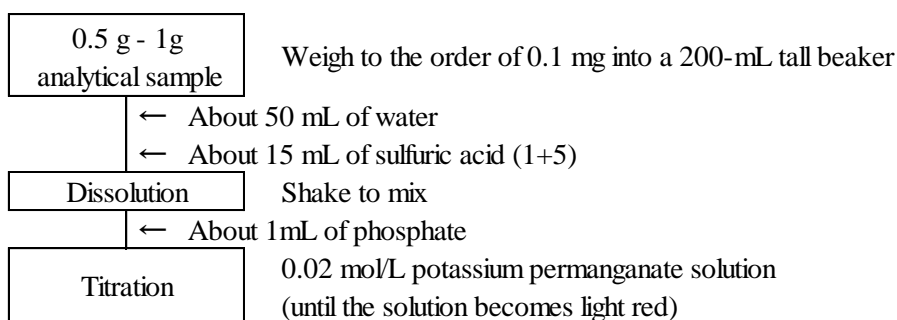 0.5 g - 1g
analytical sample
Weigh to the order of 0.1 mg into a 200-mL tall beaker
← About 50 mL of water
← About 15 mL of sulfuric acid (1+5)
Dissolution
Shake to mix
← About 1mL of phosphate
Titration
0.02 mol/L potassium permanganate solution
(until the solution becomes light red)